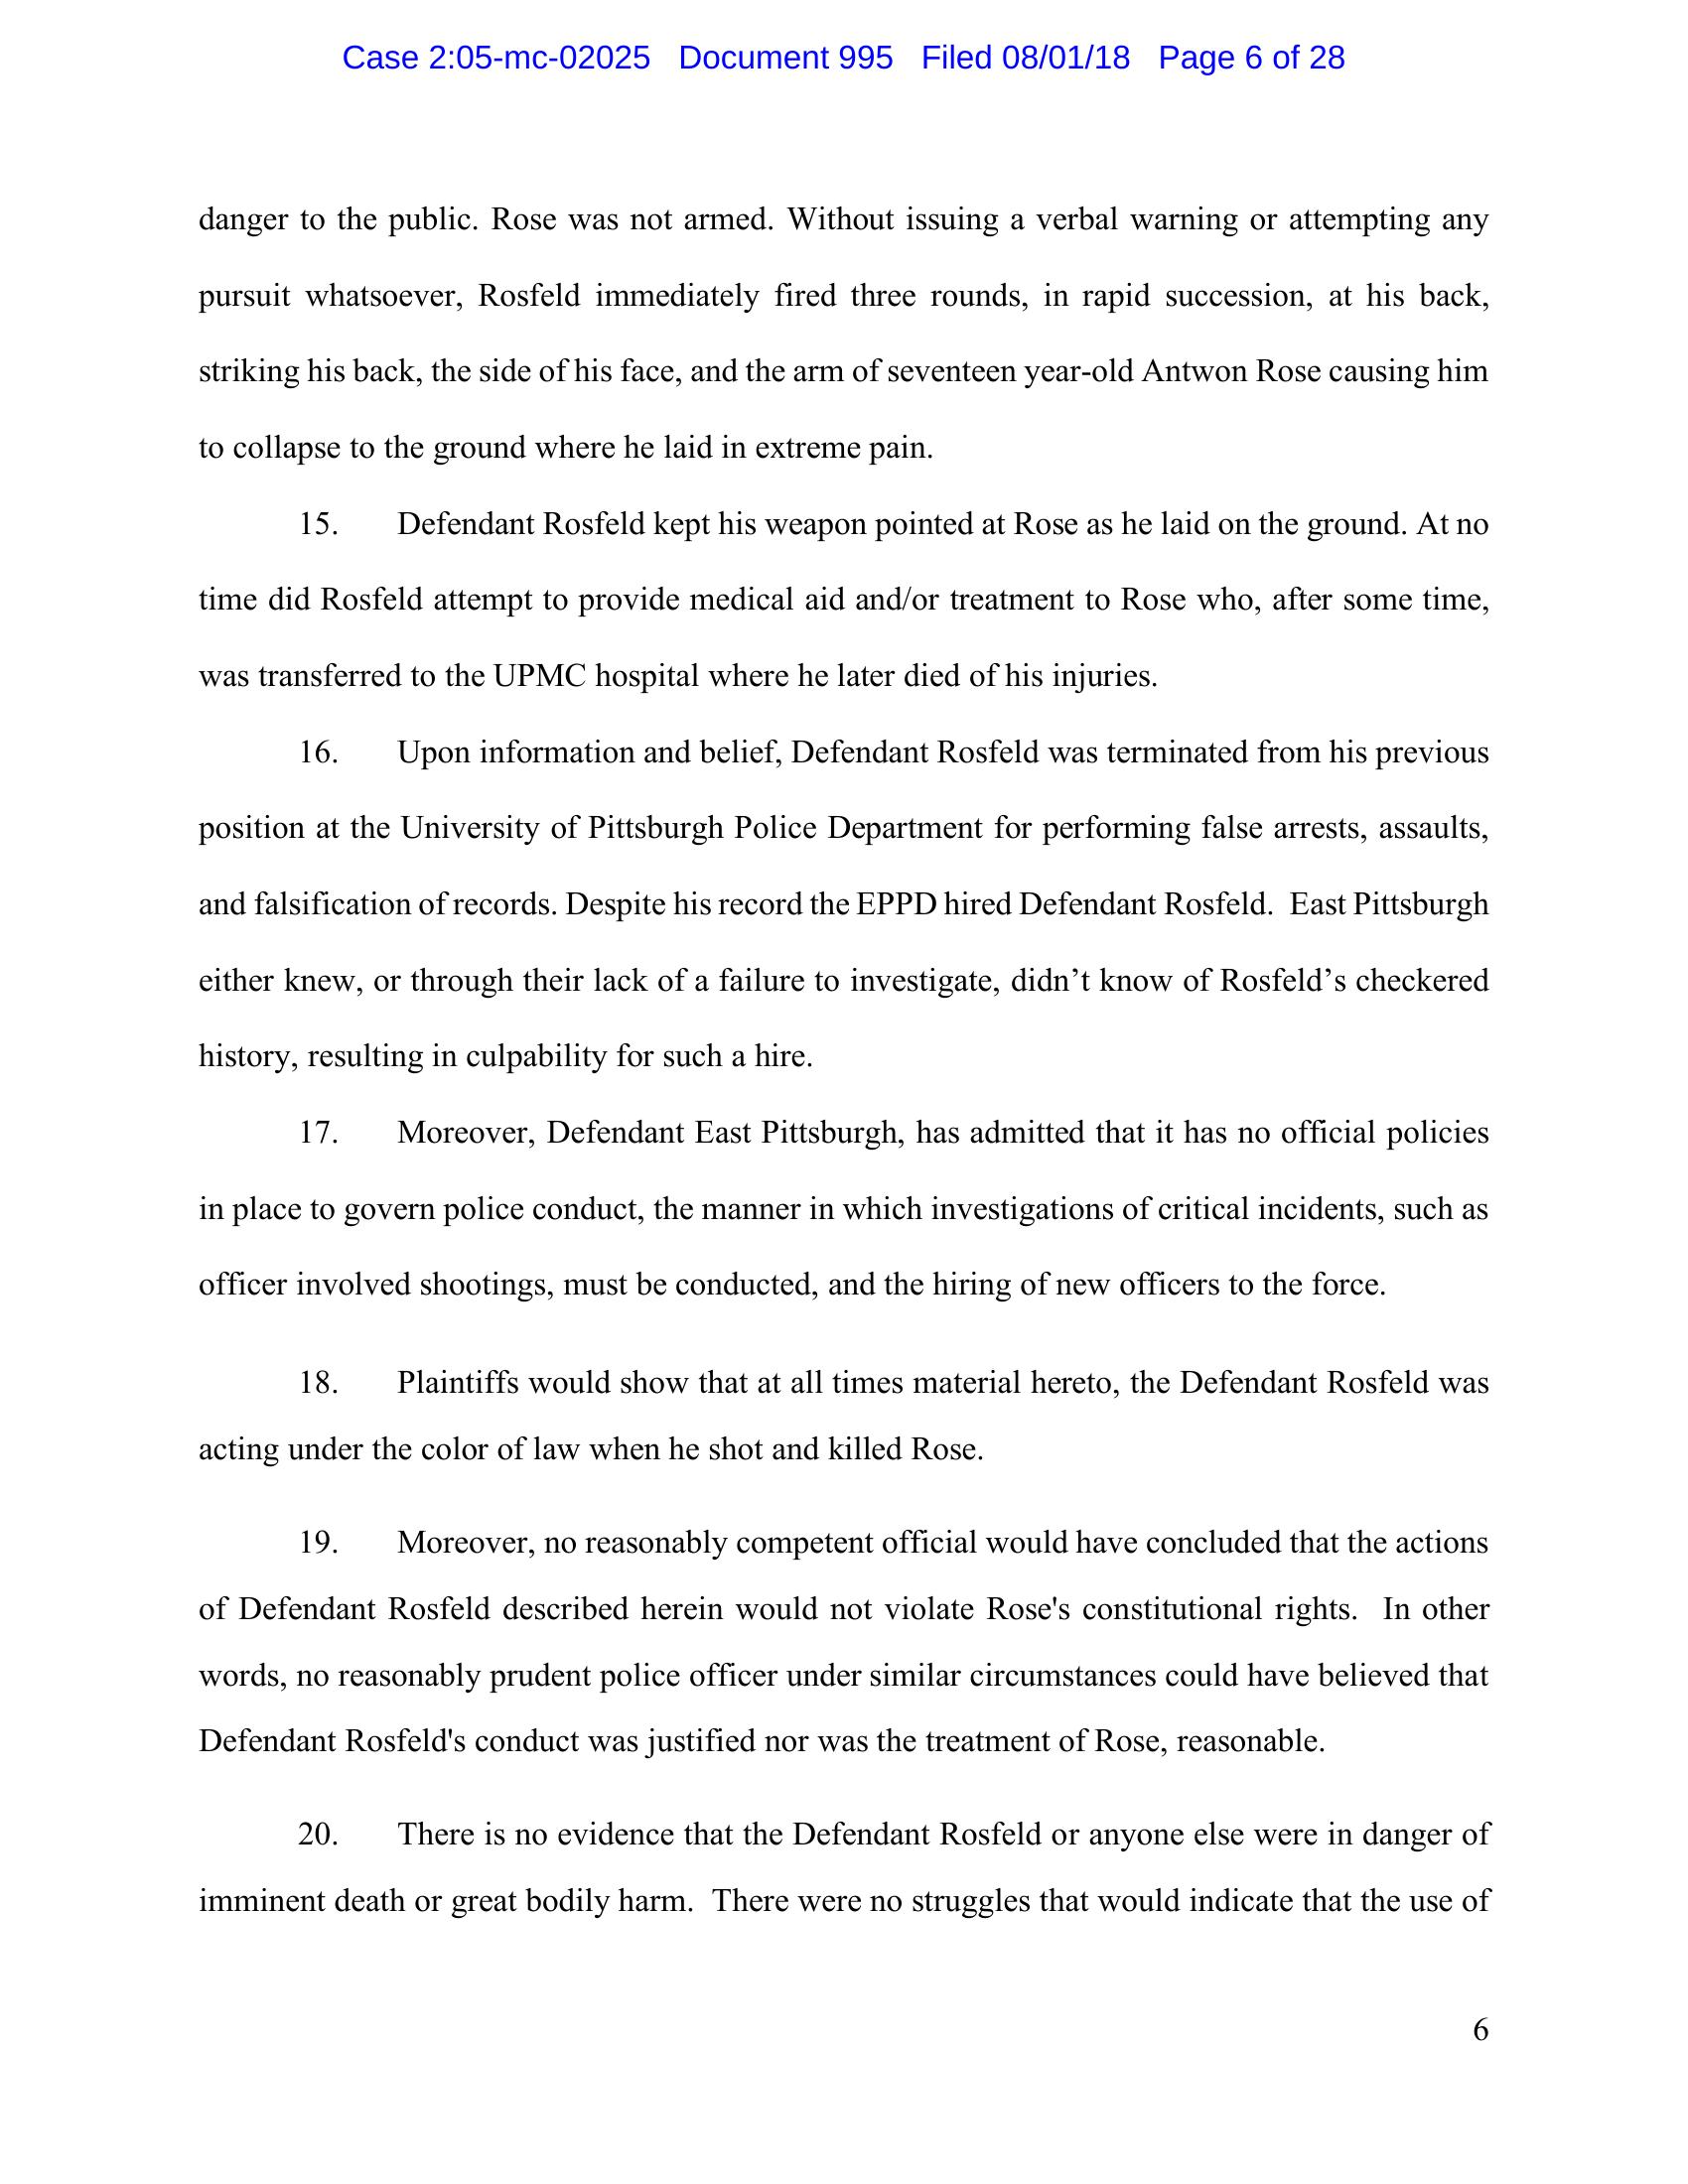 Case 2:05-mc-02025 Document 995 Filed 08/01/18 Page 6 of 28
danger to the public. Rose was not armed. Without issuing a verbal warning or attempting any
pursuit whatsoever, Rosfeld immediately fired three rounds, in rapid succession, at his back,
striking his back, the side of his face, and the arm of seventeen year-old Antwon Rose causing him
to collapse to the ground where he laid in extreme pain.
15. Defendant Rosfeld kept his weapon pointed at Rose as he laid on the ground. At no
time did Rosfeld attempt to provide medical aid and/or treatment to Rose who, after some time,
was transferred to the UPMC hospital where he later died of his injuries.
16. Upon information and belief, Defendant Rosfeld was terminated from his previous
position at the University of Pittsburgh Police Department for performing false arrests, assaults,
and falsification of records. Despite his record the EPPD hired Defendant Rosfeld. East Pittsburgh
either knew, or through their lack of a failure to investigate, didn’t know of Rosfeld’s checkered
history, resulting in culpability for such a hire.
17. Moreover, Defendant East Pittsburgh, has admitted that it has no official policies
in place to govern police conduct, the manner in which investigations of critical incidents, such as
officer involved shootings, must be conducted, and the hiring of new officers to the force.
18. Plaintiffs would show that at all times material hereto, the Defendant Rosfeld was
acting under the color of law when he shot and killed Rose.
19. Moreover, no reasonably competent official would have concluded that the actions
of Defendant Rosfeld described herein would not violate Rose's constitutional rights. In other
words, no reasonably prudent police officer under similar circumstances could have believed that
Defendant Rosfeld's conduct was justified nor was the treatment of Rose, reasonable.
20. There is no evidence that the Defendant Rosfeld or anyone else were in danger of
imminent death or great bodily harm. There were no struggles that would indicate that the use of
6